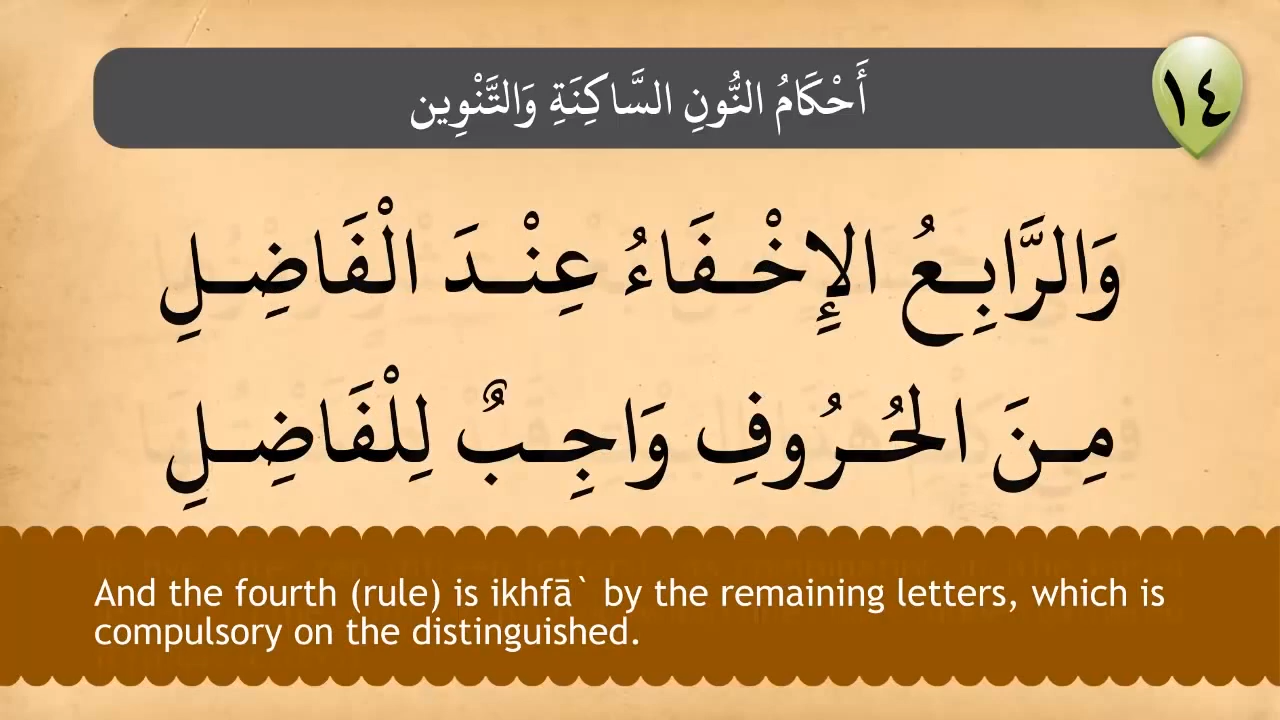 أَحْكَامُ النُّونِ السَّاكِنَةِ وَالتَّنْوِين
١٤
وَالرَّابِـعُ الإِخْـفَاءُ عِنْـدَ الْفَاضِـلِ
مِـنَ الحُـرُوفِ وَاجِـبٌ لِلْفَاضِـلِ
And the fourth (rule) is ikhfā` by the remaining letters, which is
compulsory on the distinguished.